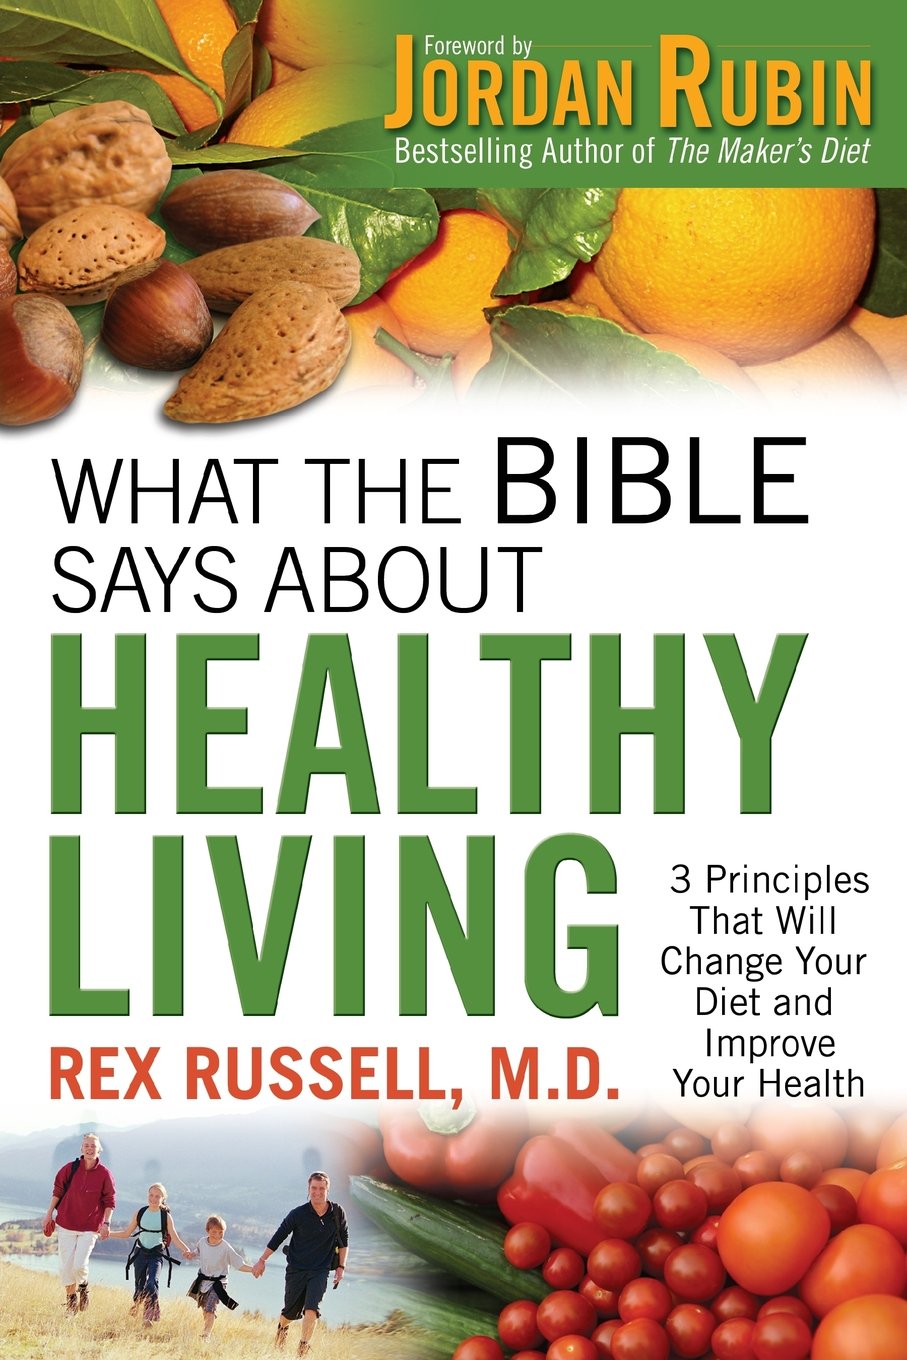 Foreword by
JORDAN RUBIN
Bestselling Author of The Maker's Diet
WHAT THE BIBLE
SAYS ABOUT
HEALTHY
LIVING
3 Principles
That Will
Change Your
Diet and
Improve
Your Health
REX RUSSELL, M.D.